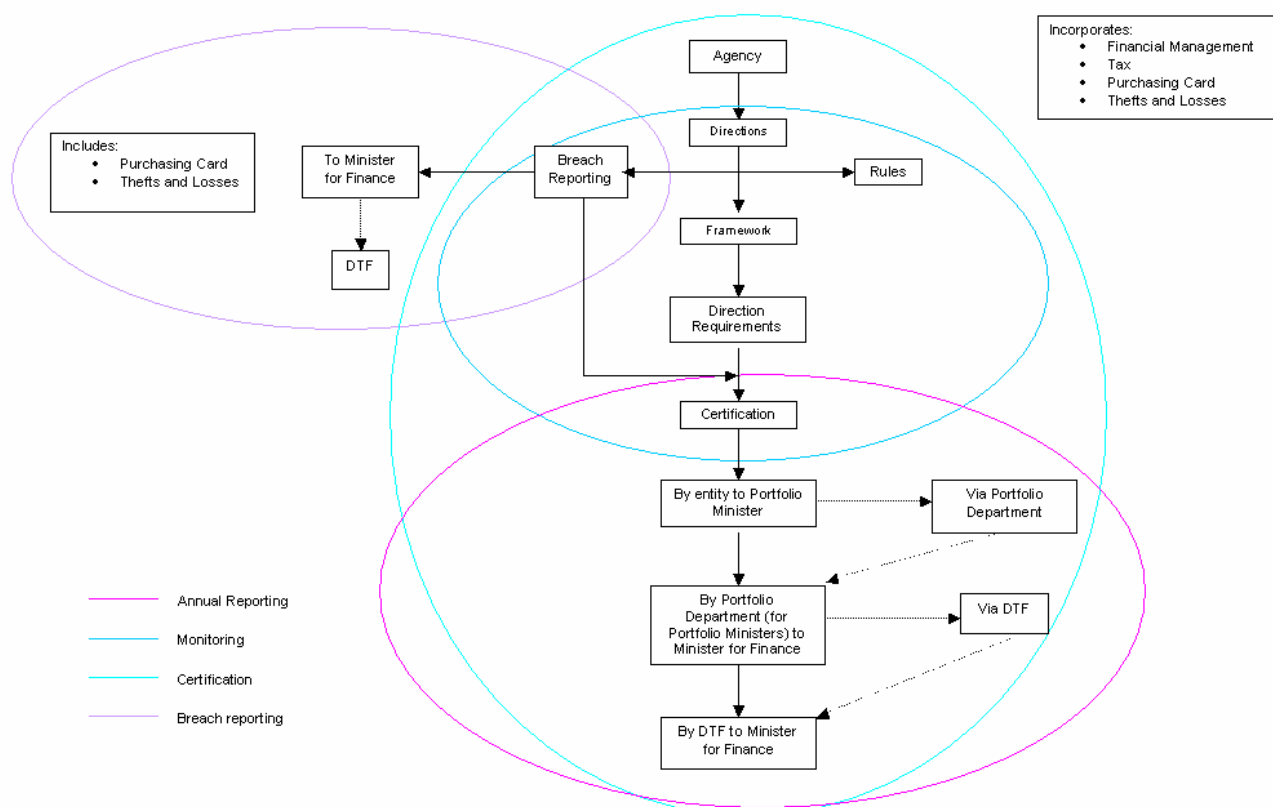 Agency
Incorporates:
• Financial Management
• Tax
• Purchasing Card
• Thefts and Losses
Directions
Includes:
• Purchasing Card
• Thefts and Losses
To Minister
for Finance
Breach
Reporting
Rules
Framework
DTF
Direction
Requirements
Certification
By entity to Portfolio
Minister
Via Portfolio
Department
By Portfolio
Department (for
Portfolio Ministers) to
Minister for Finance
Via DTF
By DTF to Minister
for Finance
Annual Reporting
Monitoring
Certification
Breach reporting